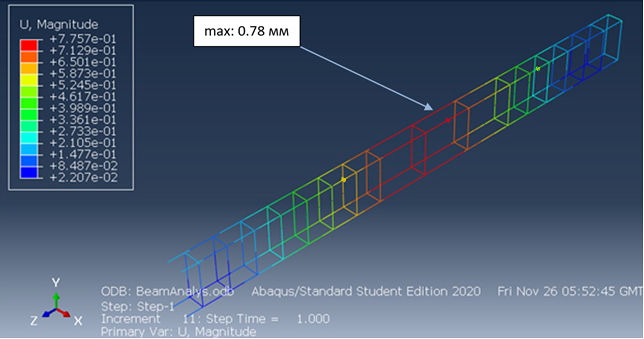 U, Magnitude
+7.757e-01
+7.129e-01
+6.501e-01
+5.873e-01
+5.245e-01
+4.617e-01
+3.989e-01
+3.361e-01
+2.733e-01
+2.105e-01
+1.477e-01
+8.487e-02
+2.207e-02
max: 0.78 мм
Y
Z X
ODB: BeamAnalys.odb Abaqus/Standard Student Edition 2020 Fri Nov 26 05:52:45 GMT
Step: Step-1
Increment 11: Step Time = 1.000
Primary Var: U, Magnitude